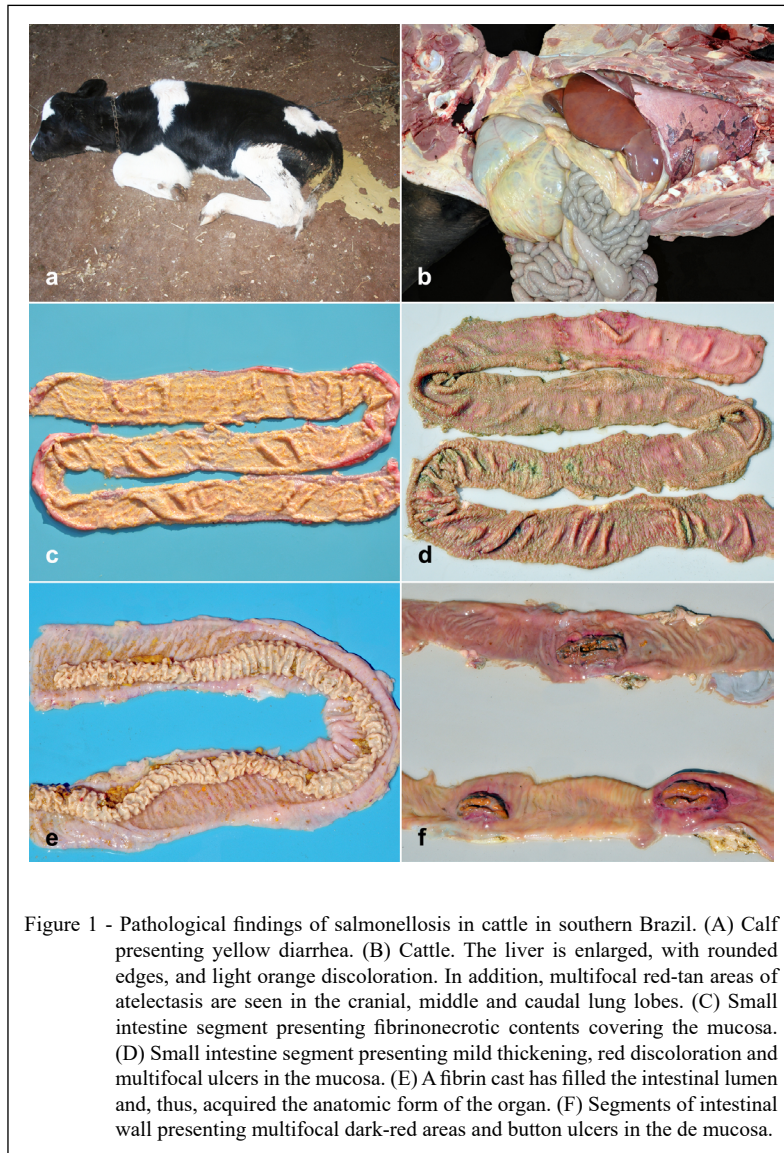 a
b
c
d
e
f
Figure 1 - Pathological findings of salmonellosis in cattle in southern Brazil. (A) Calf
presenting yellow diarrhea. (B) Cattle. The liver is enlarged, with rounded
edges, and light orange discoloration. In addition, multifocal red-tan areas of
atelectasis are seen in the cranial, middle and caudal lung lobes. (C) Small
intestine segment presenting fibrinonecrotic contents covering the mucosa.
(D) Small intestine segment presenting mild thickening, red discoloration and
multifocal ulcers in the mucosa. (E) A fibrin cast has filled the intestinal lumen
and, thus, acquired the anatomic form of the organ. (F) Segments of intestinal
wall presenting multifocal dark-red areas and button ulcers in the de mucosa.